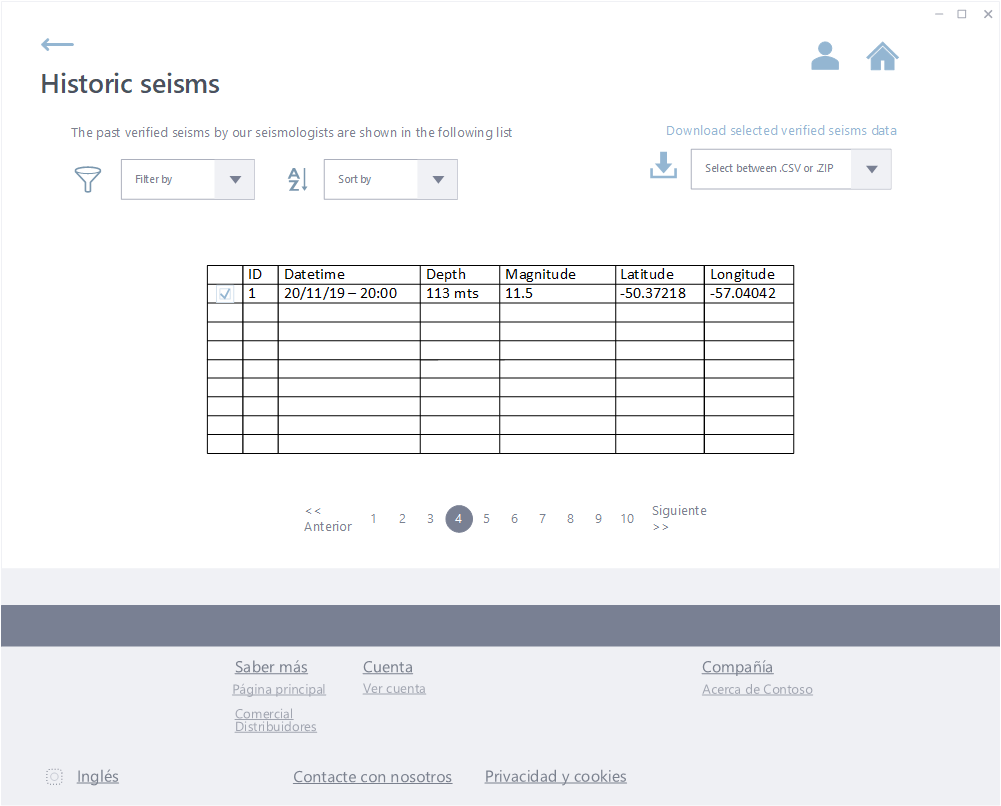 Historic seisms
The past verified seisms by our seismologists are shown in the following list
Download selected verified seisms data
Filter by
A
Z
Sort by
Select between .CSV or .ZIP
ID Datetime Depth Magnitude Latitude Longitude
1 20/11/19 – 20:00 113 mts 11.5 -50.37218 -57.04042
<<
Anterior
1 2 3 4 5 6 7 8 9 10
Siguiente
>>
Saber más
Página principal
Comercial
Distribuidores
Cuenta
Ver cuenta
Compañía
Acerca de Contoso
Inglés
Contacte con nosotros
Privacidad y cookies